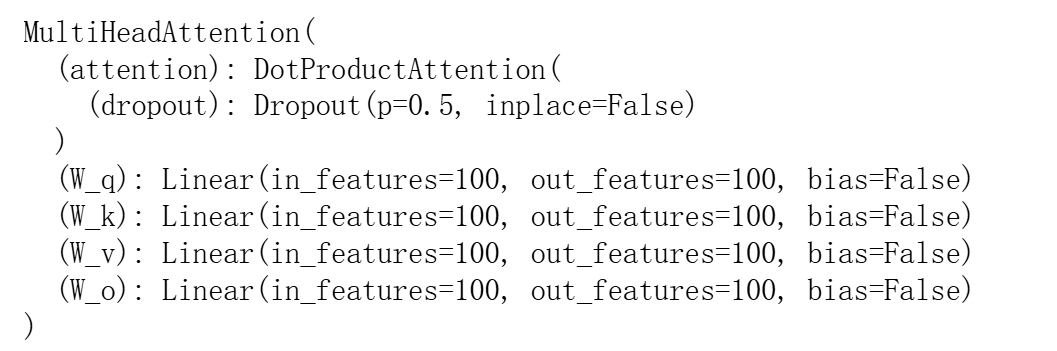 MultiHeadAttention(
  (attention): DotProductAttention(
    (dropout): Dropout(p=0.5, inplace=False)
  )
  (W_q): Linear(in_features=100, out_features=100, bias=False)
  (W_k): Linear(in_features=100, out_features=100, bias=False)
  (W_v): Linear(in_features=100, out_features=100, bias=False)
  (W_o): Linear(in_features=100, out_features=100, bias=False)
)